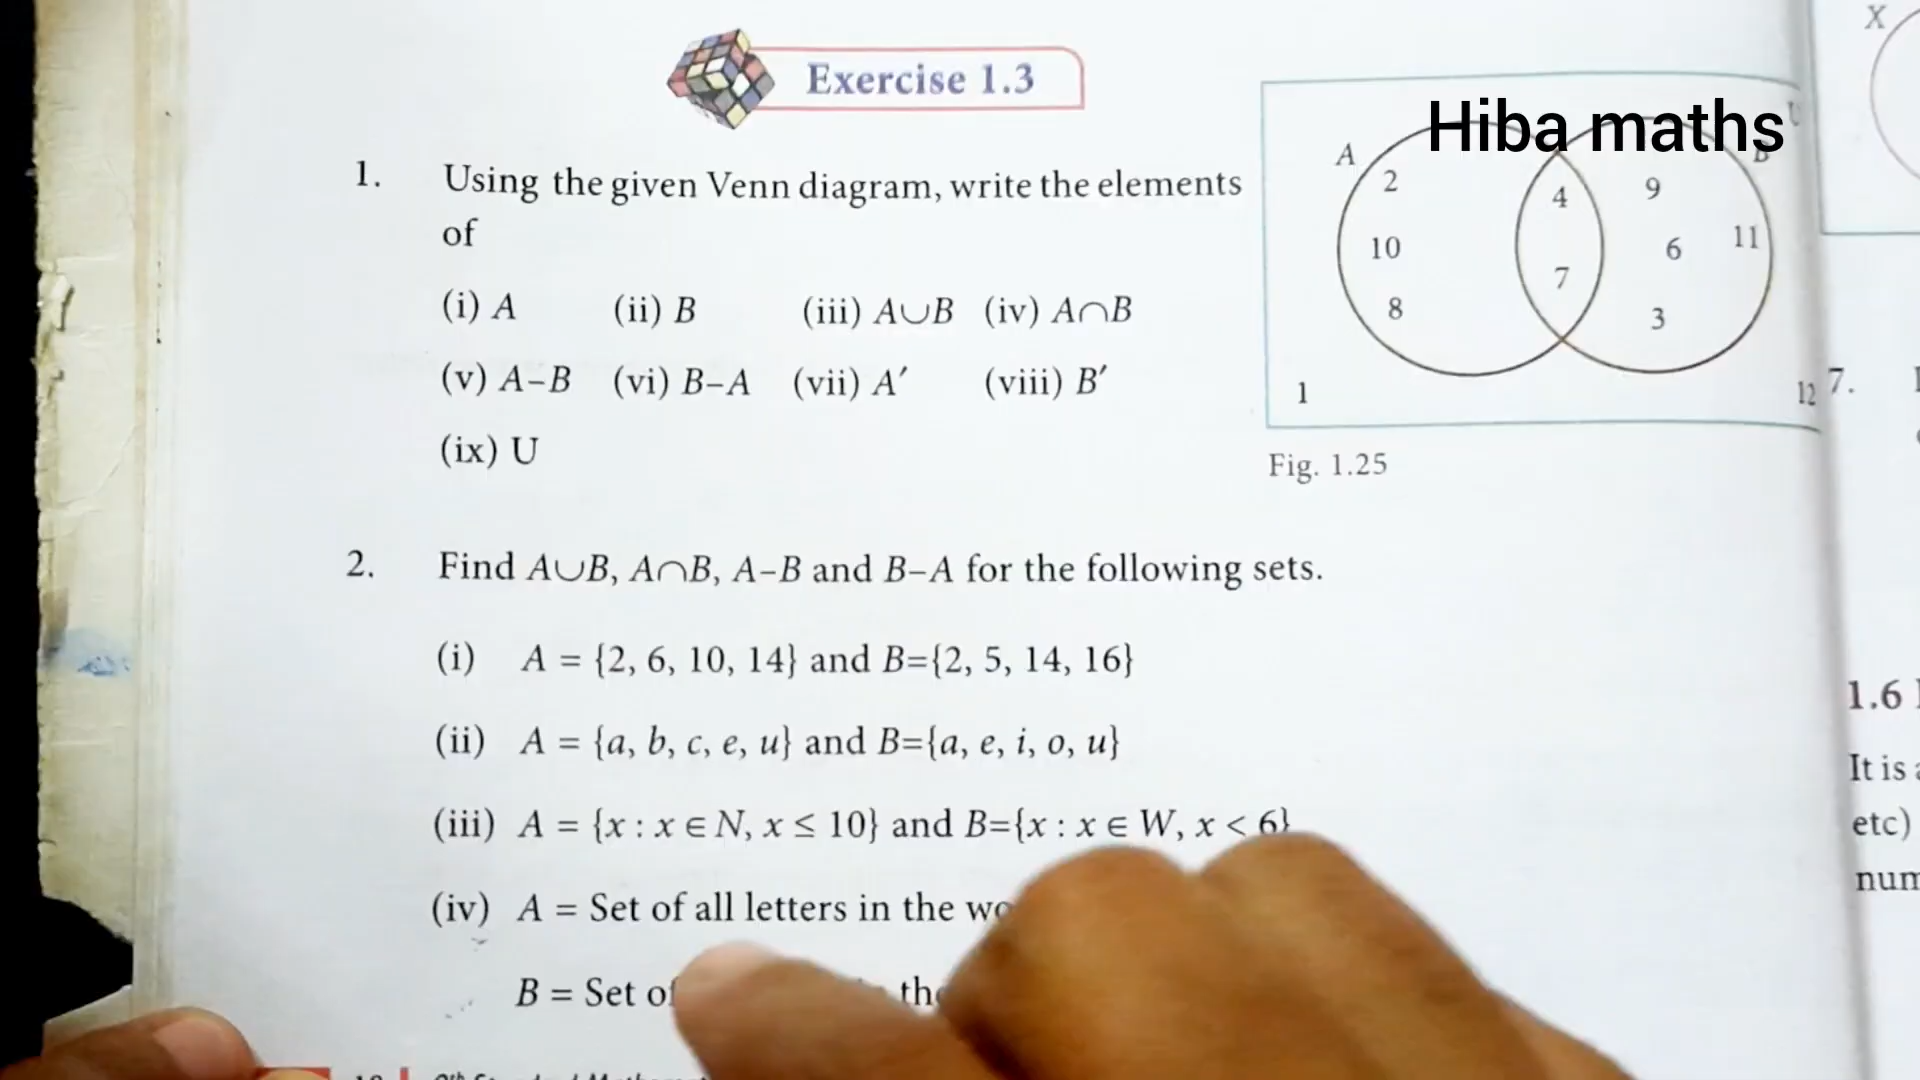 Exercise 1.3
Hiba maths
1. Using the given Venn diagram, write the elements
of
(i) A (ii) B (iii) A∪B (iv) A∩B
(v) A–B (vi) B–A (vii) A′ (viii) B′
(ix) U
A
B
U
2
10
8
4
7
9
6
11
3
1
12
Fig. 1.25
2. Find A∪B, A∩B, A–B and B–A for the following sets.
(i) A = {2, 6, 10, 14} and B={2, 5, 14, 16}
(ii) A = {a, b, c, e, u} and B={a, e, i, o, u}
(iii) A = {x : x ∈ N, x ≤ 10} and B={x : x ∈ W, x < 6}
(iv) A = Set of all letters in the
B = Set of
X
7.
1.6
It is
etc)